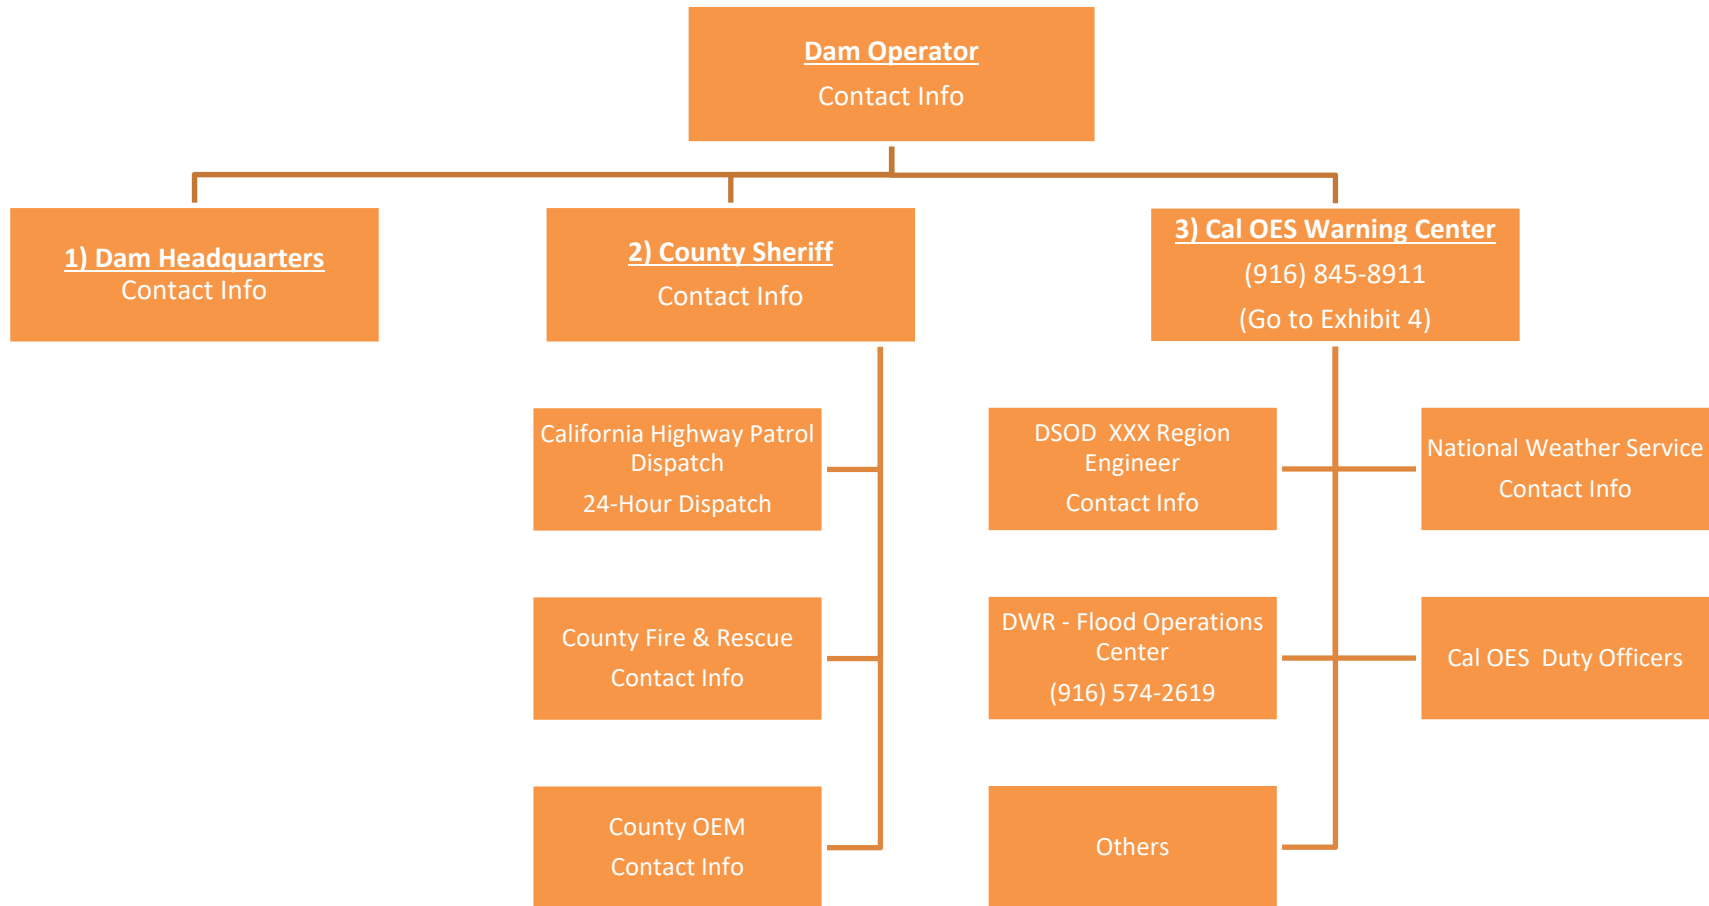 Dam Operator
Contact Info
1) Dam Headquarters
Contact Info
2) County Sheriff
Contact Info
3) Cal OES Warning Center
(916) 845-8911
(Go to Exhibit 4)
California Highway Patrol
Dispatch
24-Hour Dispatch
County Fire & Rescue
Contact Info
County OEM
Contact Info
DSOD  XXX Region
Engineer
Contact Info
National Weather Service
Contact Info
DWR - Flood Operations
Center
(916) 574-2619
Cal OES  Duty Officers
Others